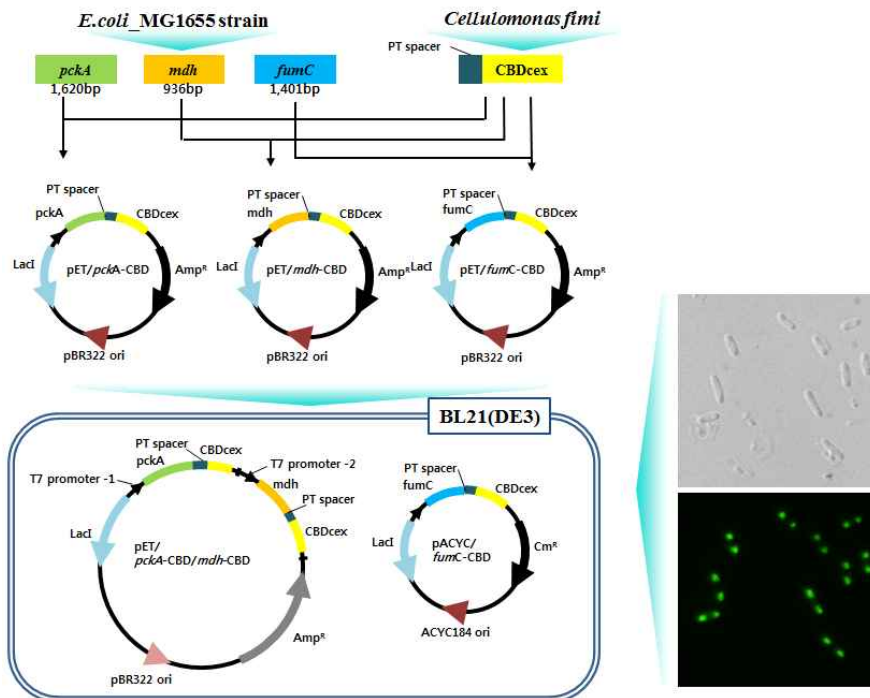 E.coli_MG1655 strain
Cellulomonas fimi
PT spacer
pckA
mdh
fumC
CBDcex
1,620bp
936bp
1,401bp
PT spacer
pckA
CBDcex
LacI
pET/pckA-CBD
Ampᴿ
pBR322 ori
PT spacer
mdh
CBDcex
LacI
pET/mdh-CBD
Ampᴿ
pBR322 ori
PT spacer
fumC
CBDcex
LacI
pET/fumC-CBD
Ampᴿ
pBR322 ori
BL21(DE3)
PT spacer
pckA
CBDcex
T7 promoter -1
T7 promoter -2
mdh
PT spacer
CBDcex
LacI
pET/
pckA-CBD/mdh-CBD
Ampᴿ
pBR322 ori
PT spacer
fumC
CBDcex
LacI
pACYC/
fumC-CBD
Cmᴿ
ACYC184 ori